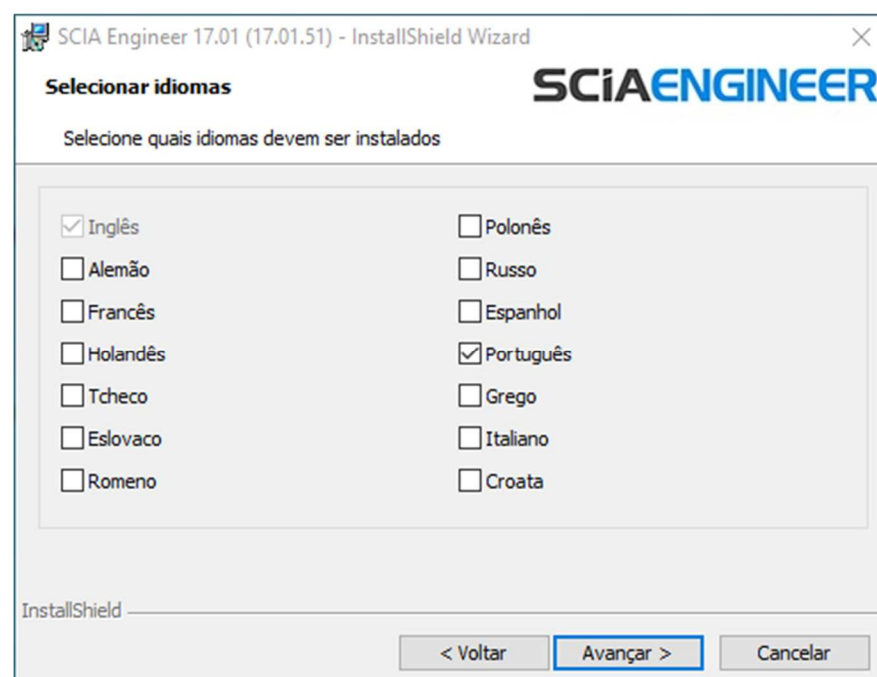 SCIA Engineer 17.01 (17.01.51) - InstallShield Wizard
Selecionar idiomas
SCiAENGINEER
Selecione quais idiomas devem ser instalados
Inglês
Alemão
Francês
Holandês
Tcheco
Eslovaco
Romeno
Polonês
Russo
Espanhol
Português
Grego
Italiano
Croata
InstallShield
< Voltar
Avançar >
Cancelar